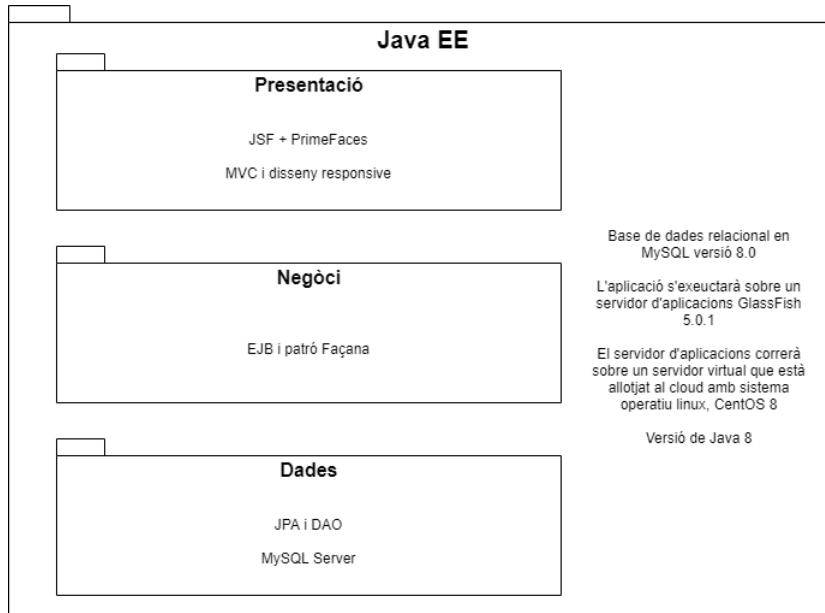 Java EE
Presentació
JSF + PrimeFaces
MVC i disseny responsive
Negòci
EJB i patró Façana
Dades
JPA i DAO
MySQL Server
Base de dades relacional en
MySQL versió 8.0
L'aplicació s'exeuctarà sobre un
servidor d'aplicacions GlassFish
5.0.1
El servidor d'aplicacions correrà
sobre un servidor virtual que està
allotjat al cloud amb sistema
operatiu linux, CentOS 8
Versió de Java 8